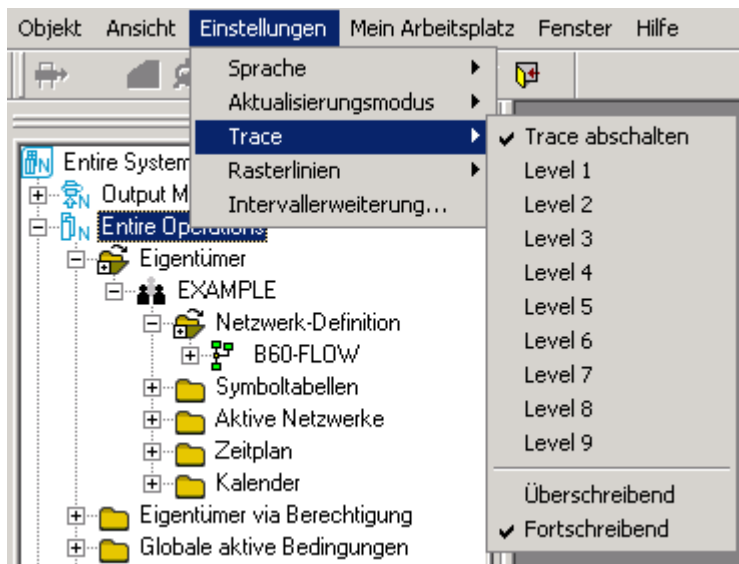 Objekt Ansicht Einstellungen Mein Arbeitsplatz Fenster Hilfe
Sprache
Aktualisierungsmodus
Trace
Rasterlinien
Intervallerweiterung...
Trace abschalten
Level 1
Level 2
Level 3
Level 4
Level 5
Level 6
Level 7
Level 8
Level 9
Überschreibend
Fortschreibend
N Entire System
N Output M
N Entire Operations
Eigentümer
EXAMPLE
Netzwerk-Definition
B60-FLOW
Symboltabellen
Aktive Netzwerke
Zeitplan
Kalender
Eigentümer via Berechtigung
Globale aktive Bedingungen